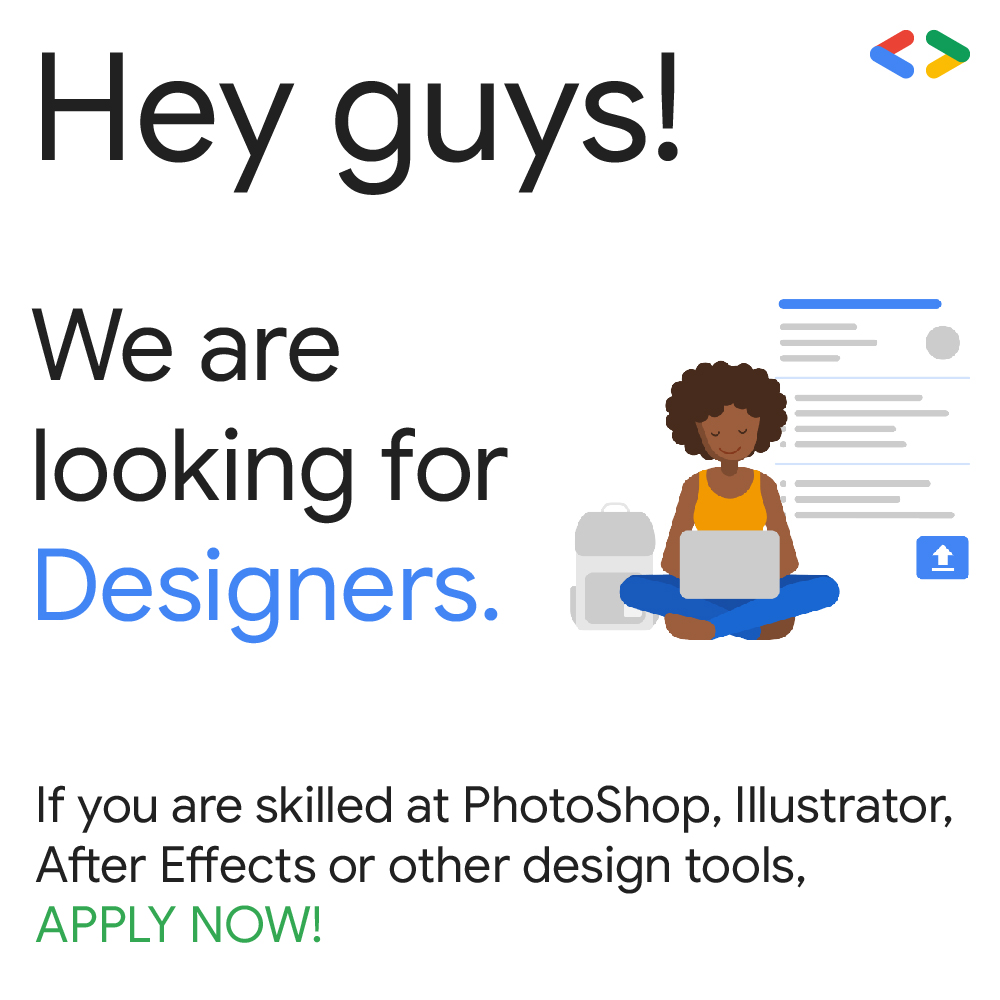 Hey guys!
We are
looking for
Designers.
If you are skilled at PhotoShop, Illustrator,
After Effects or other design tools,
APPLY NOW!